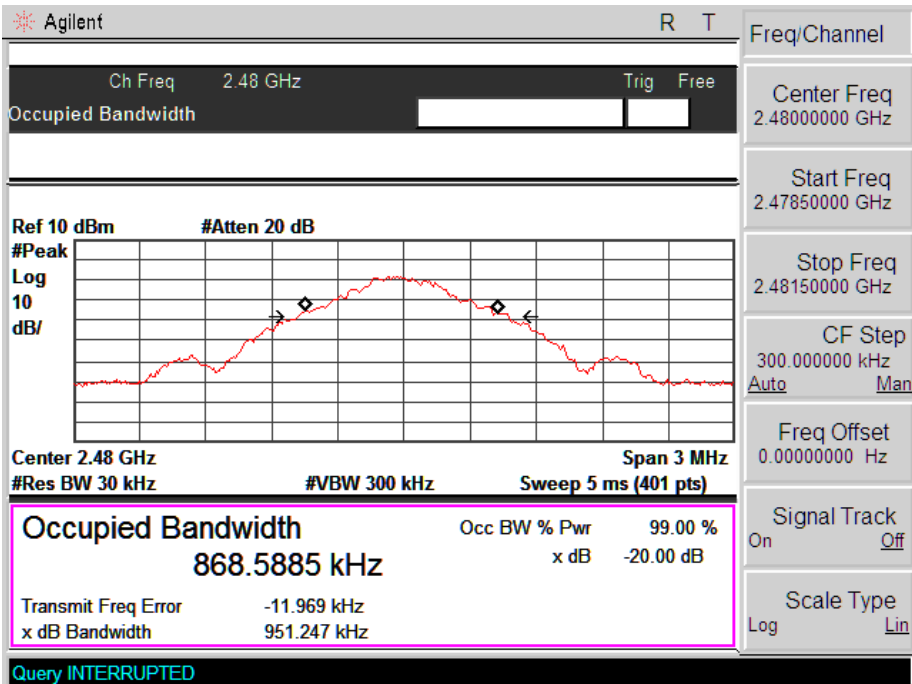 Agilent R T
Ch Freq 2.48 GHz Trig Free
Occupied Bandwidth
Ref 10 dBm #Atten 20 dB
#Peak
Log
10
dB/
Center 2.48 GHz Span 3 MHz
#Res BW 30 kHz #VBW 300 kHz Sweep 5 ms (401 pts)
Occupied Bandwidth Occ BW % Pwr 99.00 %
868.5885 kHz x dB -20.00 dB
Transmit Freq Error -11.969 kHz
x dB Bandwidth 951.247 kHz
Query INTERRUPTED
Freq/Channel
Center Freq
2.48000000 GHz
Start Freq
2.47850000 GHz
Stop Freq
2.48150000 GHz
CF Step
300.000000 kHz
Auto Man
Freq Offset
0.00000000 Hz
Signal Track
On Off
Scale Type
Log Lin